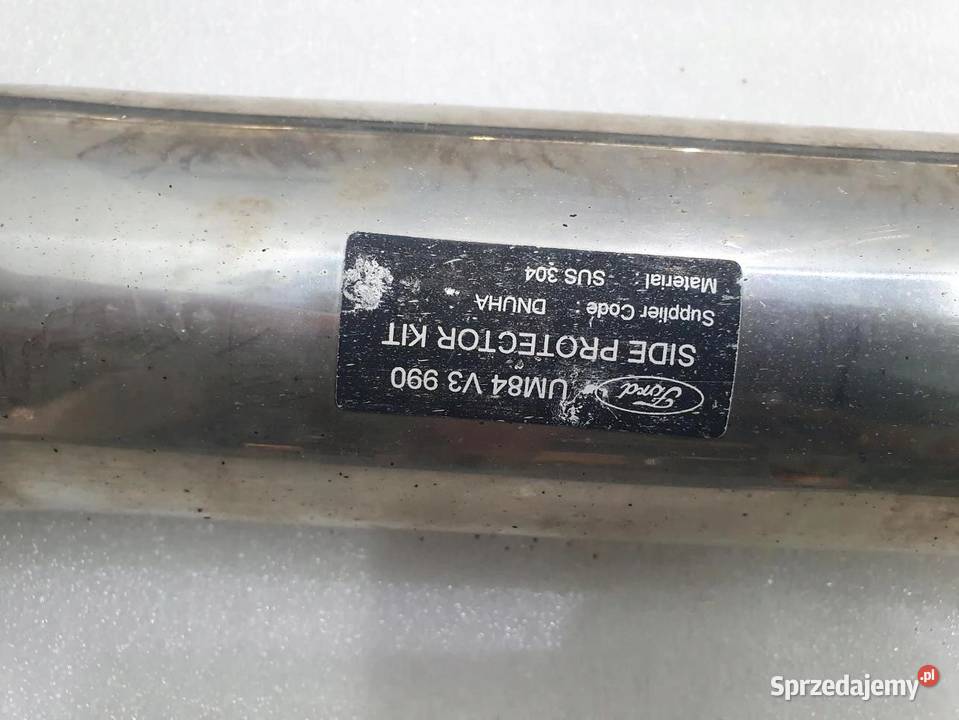 Ford UM84 V3 990
SIDE PROTECTOR KIT
Supplier Code : DNUHA
Material : SUS 304
Sprzedajemy.pl